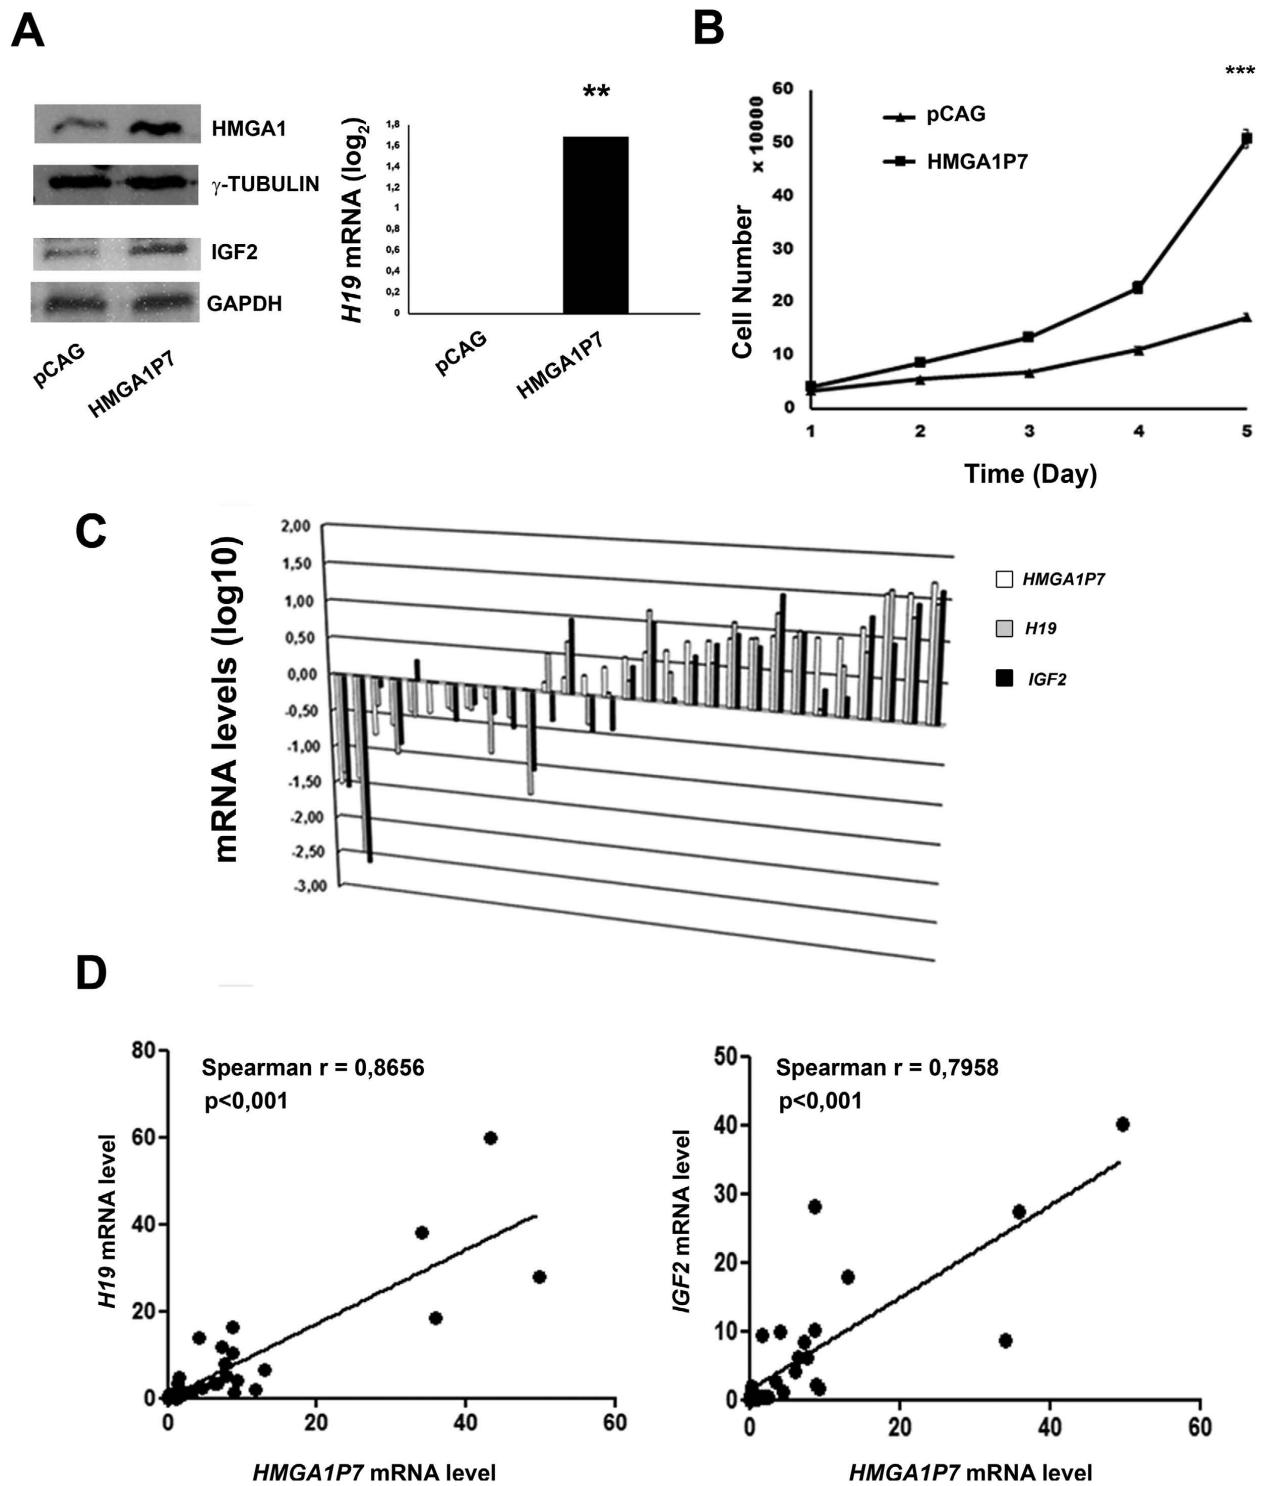 A
HMGA1
γ-TUBULIN
IGF2
GAPDH
pCAG
HMGA1P7
H19 mRNA (log2)
**
1,8
1,6
1,4
1,2
1
0,8
0,6
0,4
0,2
0
pCAG
HMGA1P7
B
***
Cell Number
x 10000
60
50
40
30
20
10
0
pCAG
HMGA1P7
1 2 3 4 5
Time (Day)
C
mRNA levels (log10)
2,00
1,50
1,00
0,50
0,00
-0,50
-1,00
-1,50
-2,00
-2,50
-3,00
HMGA1P7
H19
IGF2
D
Spearman r = 0,8656
p<0,001
H19 mRNA level
80
60
40
20
0
0 20 40 60
HMGA1P7 mRNA level
Spearman r = 0,7958
p<0,001
IGF2 mRNA level
50
40
30
20
10
0
0 20 40 60
HMGA1P7 mRNA level